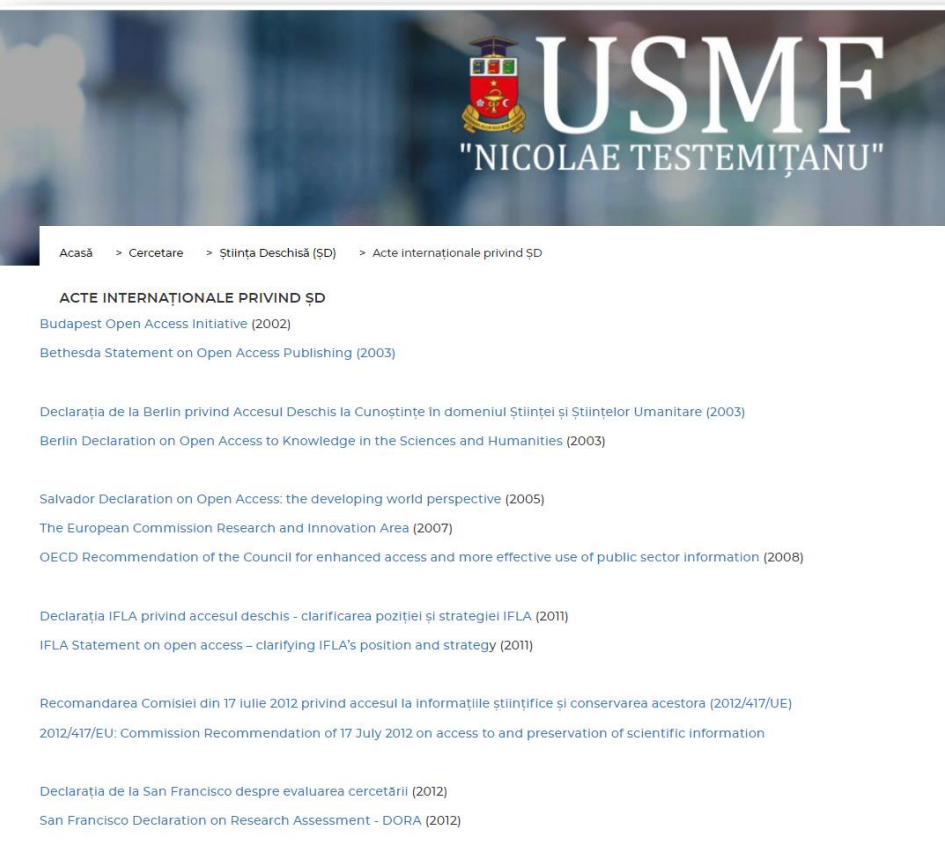 USMF
"NICOLAE TESTEMIȚANU"
Acasă > Cercetare > Știința Deschisă (ȘD) > Acte internaționale privind ȘD
ACTE INTERNAȚIONALE PRIVIND ȘD
Budapest Open Access Initiative (2002)
Bethesda Statement on Open Access Publishing (2003)
Declarația de la Berlin privind Accesul Deschis la Cunoștințe în domeniul Științei și Științelor Umanitare (2003)
Berlin Declaration on Open Access to Knowledge in the Sciences and Humanities (2003)
Salvador Declaration on Open Access: the developing world perspective (2005)
The European Commission Research and Innovation Area (2007)
OECD Recommendation of the Council for enhanced access and more effective use of public sector information (2008)
Declarația IFLA privind accesul deschis - clarificarea poziției și strategiei IFLA (2011)
IFLA Statement on open access – clarifying IFLA's position and strategy (2011)
Recomandarea Comisiei din 17 iulie 2012 privind accesul la informațiile științifice și conservarea acestora (2012/417/UE)
2012/417/EU: Commission Recommendation of 17 July 2012 on access to and preservation of scientific information
Declarația de la San Francisco despre evaluarea cercetării (2012)
San Francisco Declaration on Research Assessment - DORA (2012)